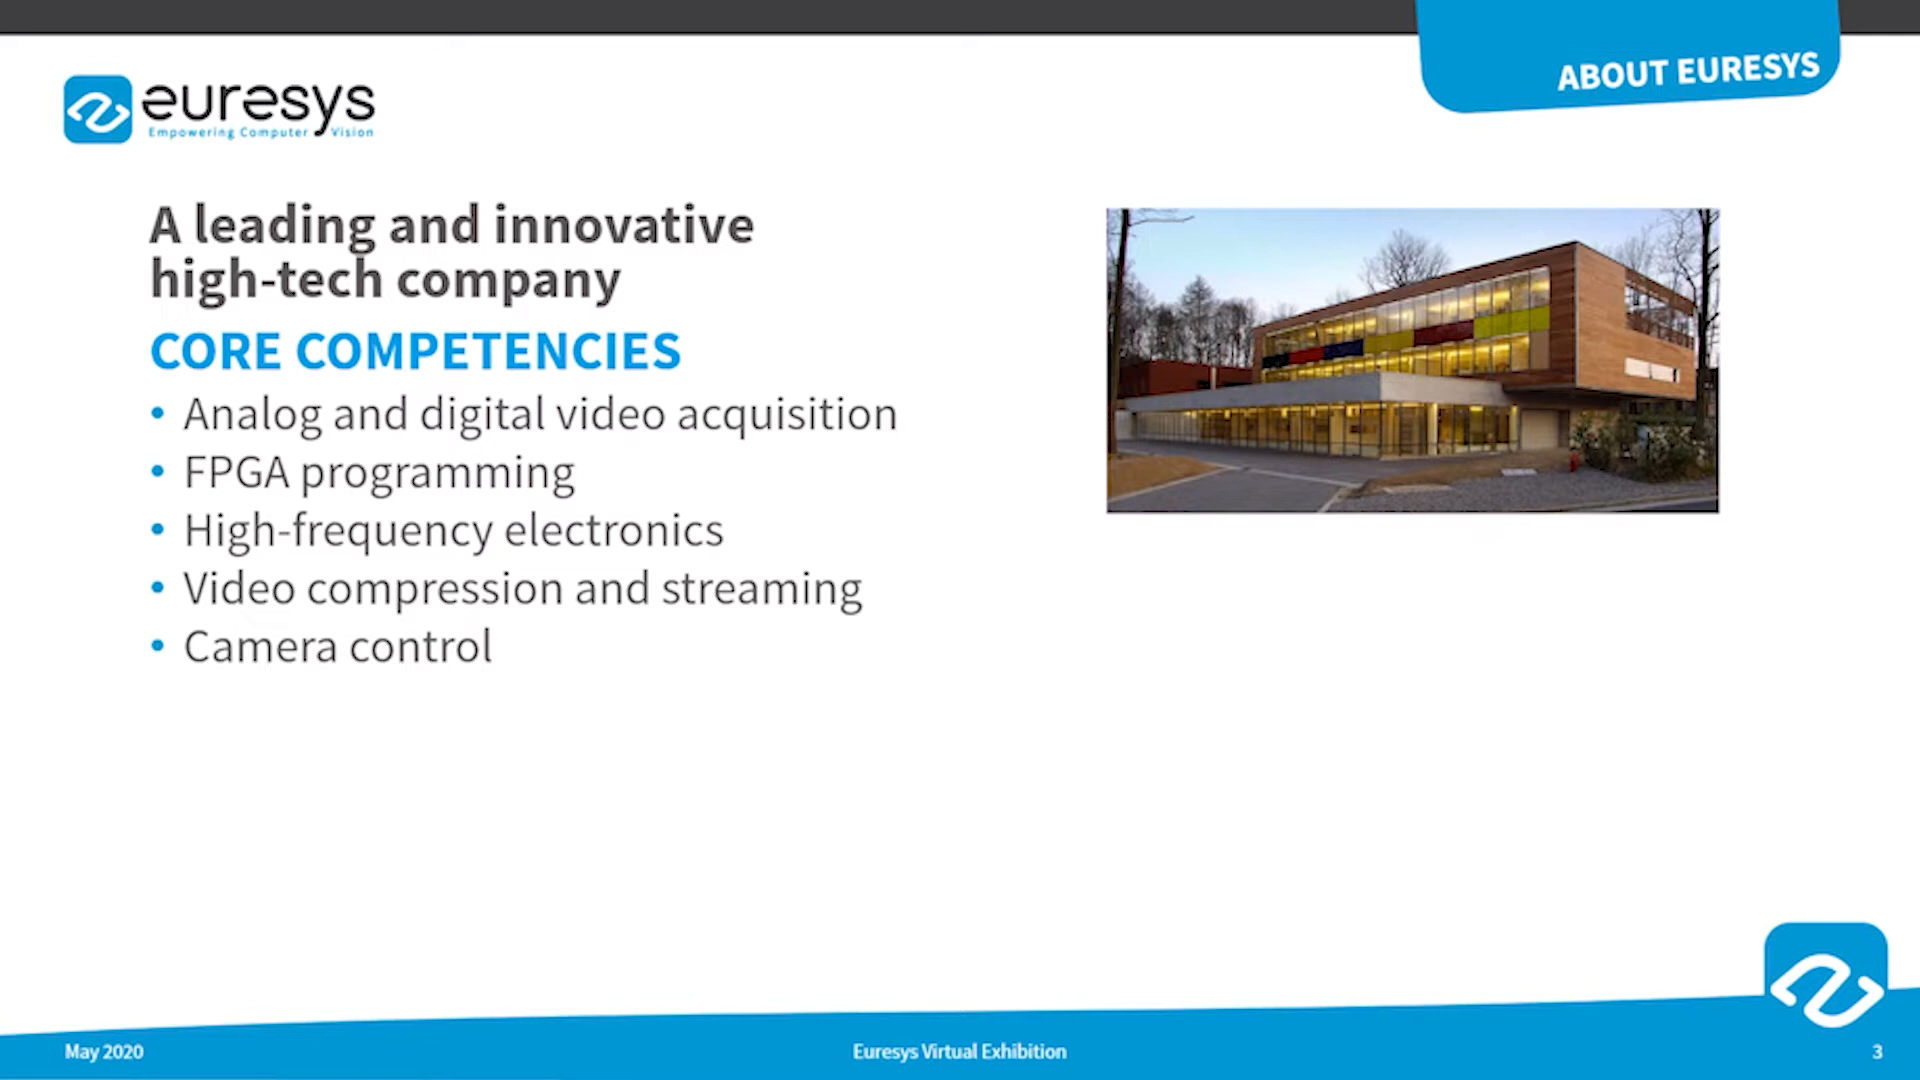 ABOUT EURESYS
euresys
Empowering Computer Vision
A leading and innovative
high-tech company
CORE COMPETENCIES
• Analog and digital video acquisition
• FPGA programming
• High-frequency electronics
• Video compression and streaming
• Camera control
May 2020
Euresys Virtual Exhibition
3